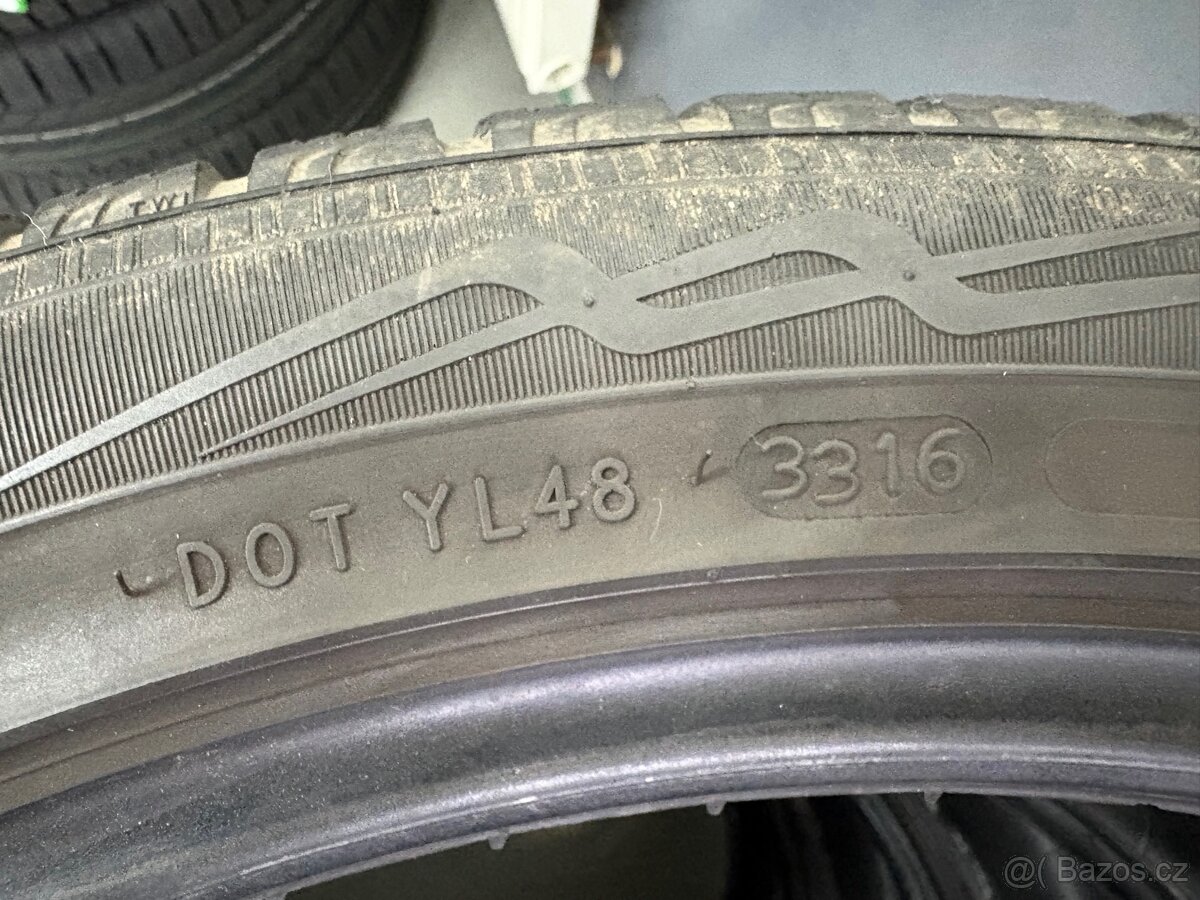 TWI
DOT YL48 3316
@( Bazos.cz